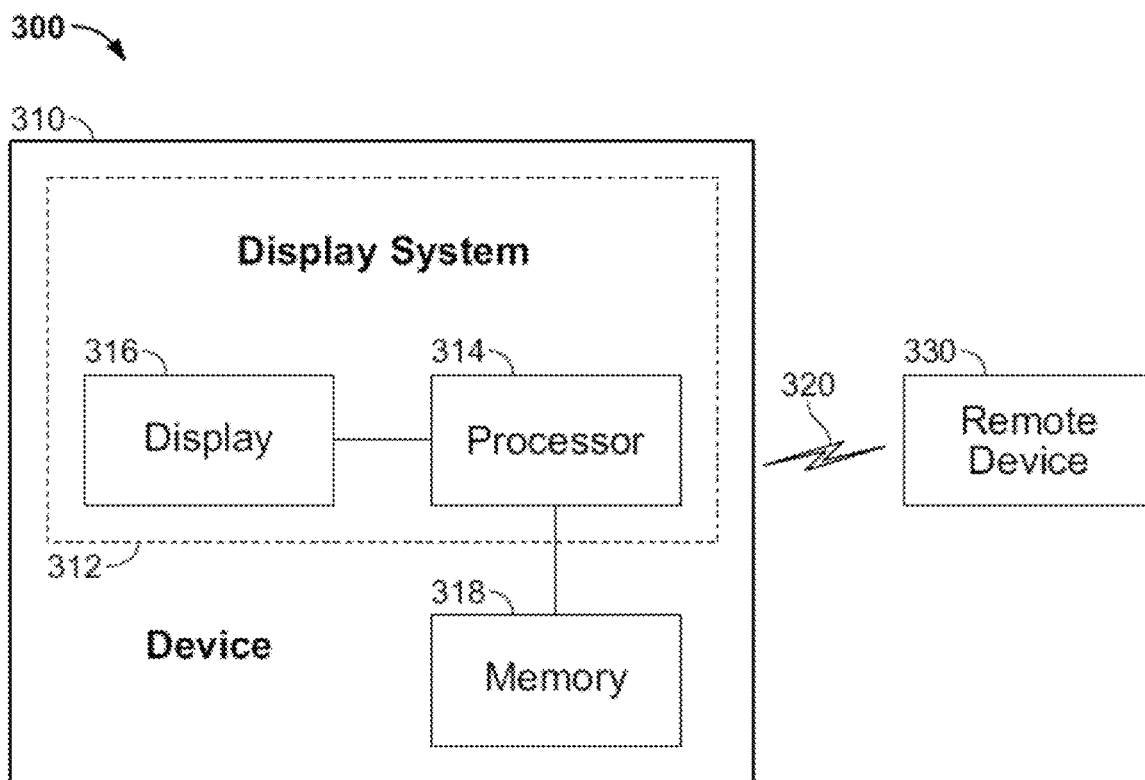 300
310
Display System
316
314
330
320
Display
Processor
Remote
Device
312
318
Device
Memory